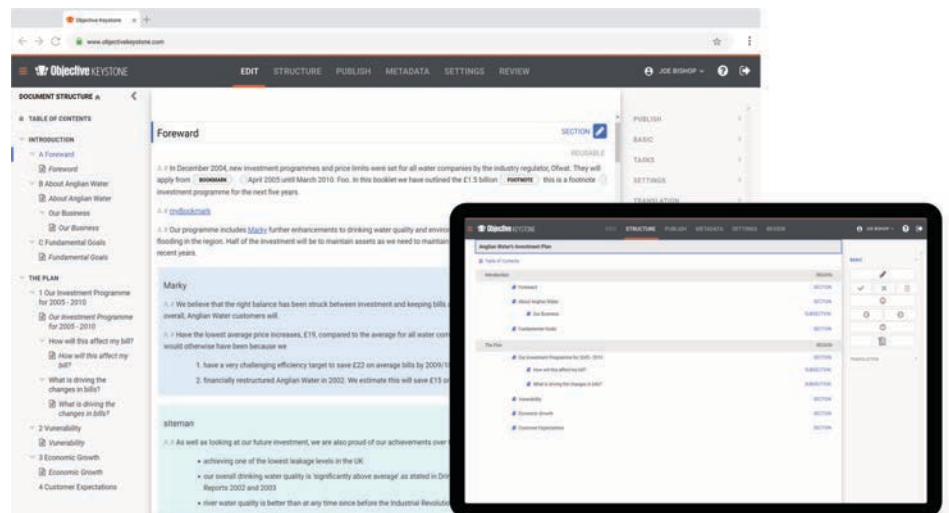 Objective Keystone
www.objectivekeystone.com
Objective KEYSTONE
EDIT STRUCTURE PUBLISH METADATA SETTINGS REVIEW
JOE BISHOP
DOCUMENT STRUCTURE
TABLE OF CONTENTS
INTRODUCTION
A Foreward
Foreword
B About Anglian Water
About Anglian Water
Our Business
Our Business
C Fundamental Goals
Fundamental Goals
THE PLAN
1 Our Investment Programme
for 2005 - 2010
Our Investment Programme
for 2005 - 2010
How will this affect my bill?
How will this affect my
bill?
What is driving the
changes in bills?
What is driving the
changes in bills?
2 Vunerability
Vunerability
3 Economic Growth
Economic Growth
4 Customer Expectations
Foreward
SECTION
REUSABLE
In December 2004, new investment programmes and price limits were set for all water companies by the industry regulator, Ofwat. They will
apply from BOOKMARK April 2005 until March 2010. Foo. In this booklet we have outlined the £1.5 billion FOOTNOTE this is a footnote
investment programme for the next five years.
mybookmark
Our programme includes Marky further enhancements to drinking water quality and enviro
flooding in the region. Half of the investment will be to maintain assets as we need to maintain
recent years.
Marky
We believe that the right balance has been struck between investment and keeping bills
overall, Anglian Water customers will.
Have the lowest average price increases, £19, compared to the average for all water com
would otherwise have been because we
1. have a very challenging efficiency target to save £22 on average bills by 2009/1
2. financially restructured Anglian Water in 2002. We estimate this will save £15 o
siteman
As well as looking at our future investment, we are also proud of our achievements over
• achieving one of the lowest leakage levels in the UK
• our overall drinking water quality is 'significantly above average' as stated in Drin
Reports 2002 and 2003
• river water quality is better than at any time since before the Industrial Revolutio
PUBLISH
BASIC
TASKS
SETTINGS
TRANSLATION
Objective KEYSTONE
EDIT STRUCTURE PUBLISH METADATA SETTINGS REVIEW
JOE BISHOP
Anglian Water's Investment Plan
Table of Contents
Introduction REGION
Foreward SECTION
About Anglian Water SECTION
Our Business SUBSECTION
Fundamental Goals SECTION
The Plan REGION
Our Investment Programme for 2005 - 2010 SECTION
How will this affect my bill? SUBSECTION
What is driving the changes in bills? SUBSECTION
Vunerability SECTION
Economic Growth SECTION
Customer Expectations SECTION
BASIC
TRANSLATION